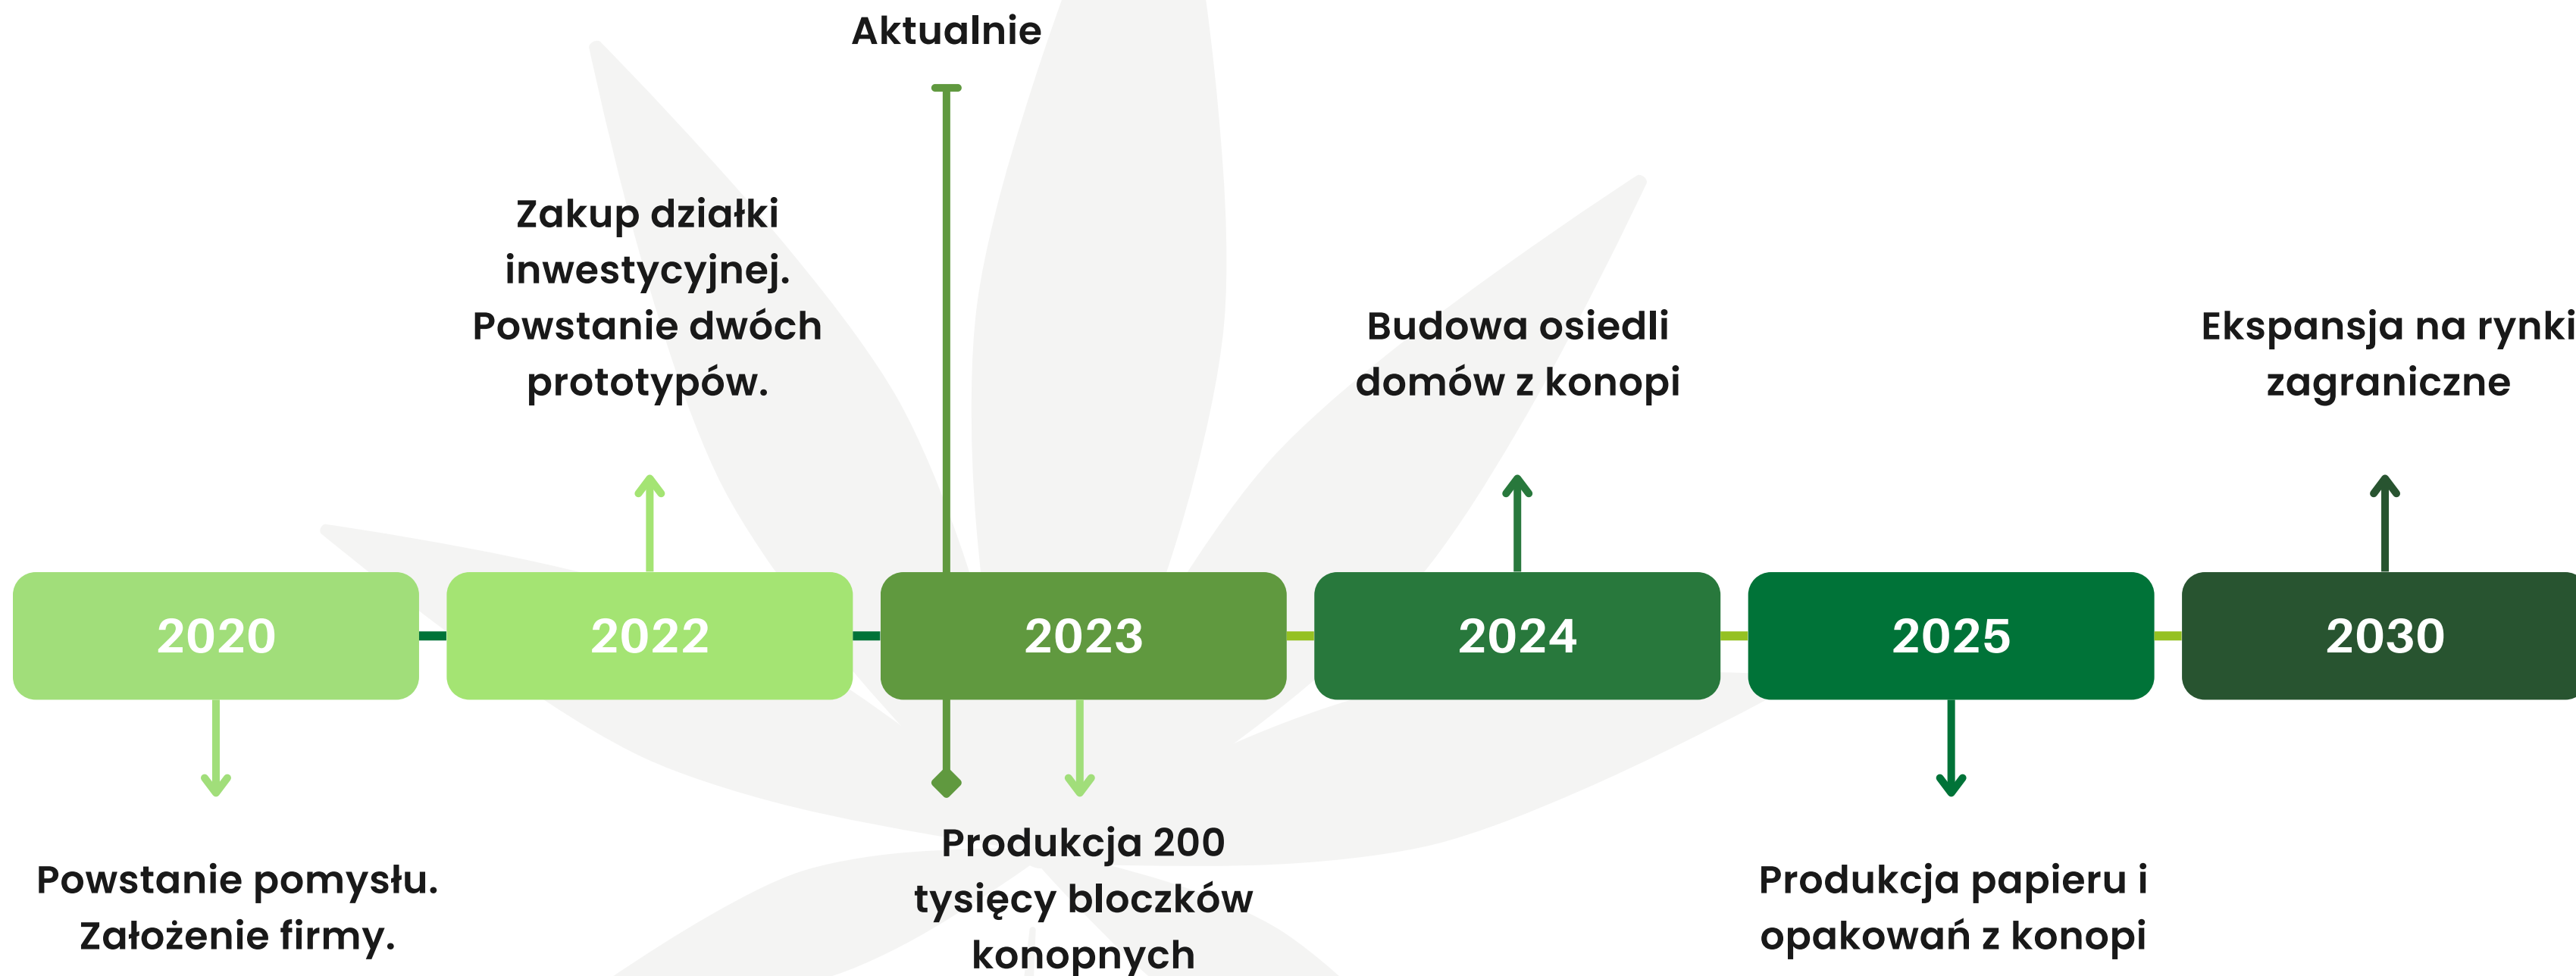 Aktualnie
Zakup działki
inwestycyjnej.
Powstanie dwóch
prototypów.
Budowa osiedli
domów z konopi
Ekspansja na rynki
zagraniczne
2020
2022
2023
2024
2025
2030
Powstanie pomysłu.
Założenie firmy.
Produkcja 200
tysięcy bloczków
konopnych
Produkcja papieru i
opakowań z konopi